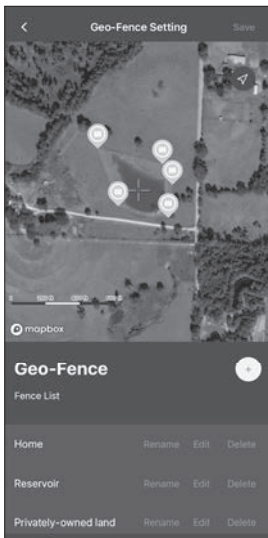 Geo-Fence Setting Save
mapbox
Geo-Fence
Fence List
Home Rename Edit Delete
Reservoir Rename Edit Delete
Privately-owned land Rename Edit Delete